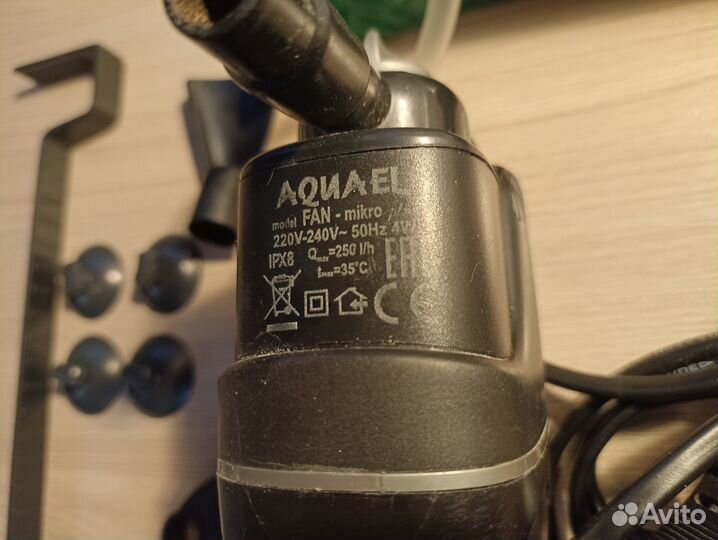 AQUAEL
model FAN - mikro
220V-240V~ 50Hz 4W
IPX8 Qmax=250 l/h
tmax=35°C
EAC
CE
Avito